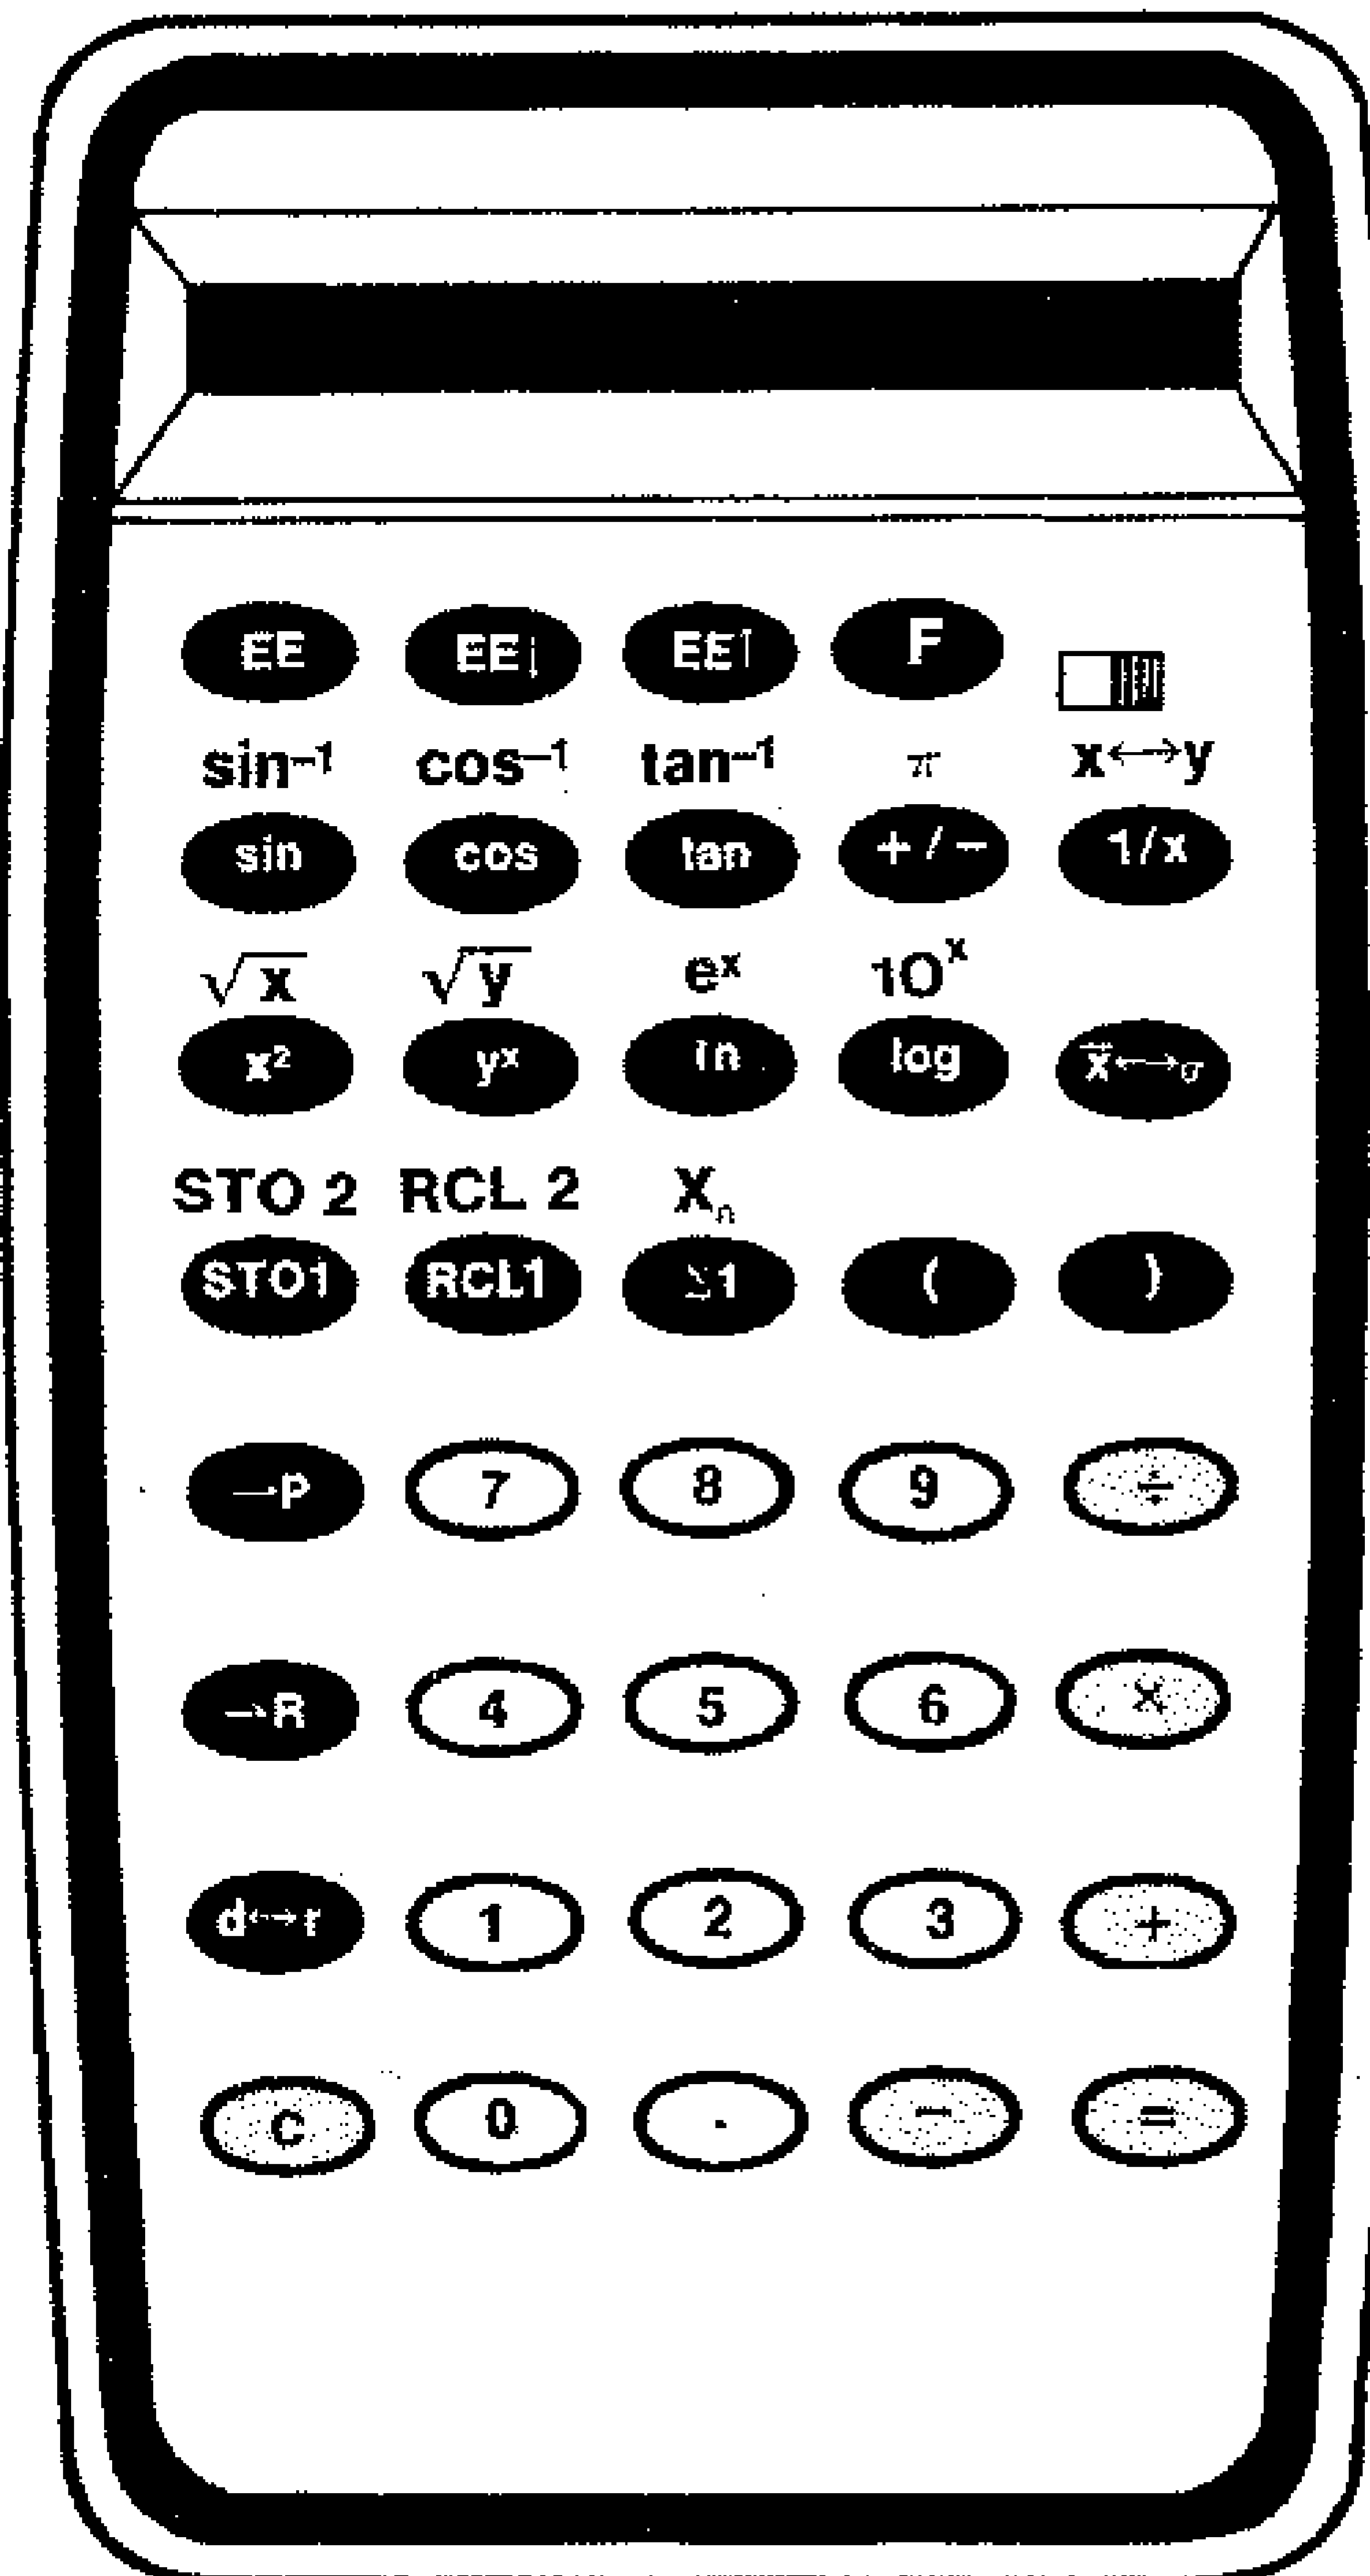 EE EE↓ EE↑ F
sin⁻¹ cos⁻¹ tan⁻¹ π x↔y
sin cos tan +/− 1/x
√x √y eˣ 10ˣ
x² yˣ ln log x̄↔σ
STO 2 RCL 2 Xₙ
STO1 RCL1 Σ1 ( )
→P 7 8 9 ÷
→R 4 5 6 ×
d↔r 1 2 3 +
C 0 . − =